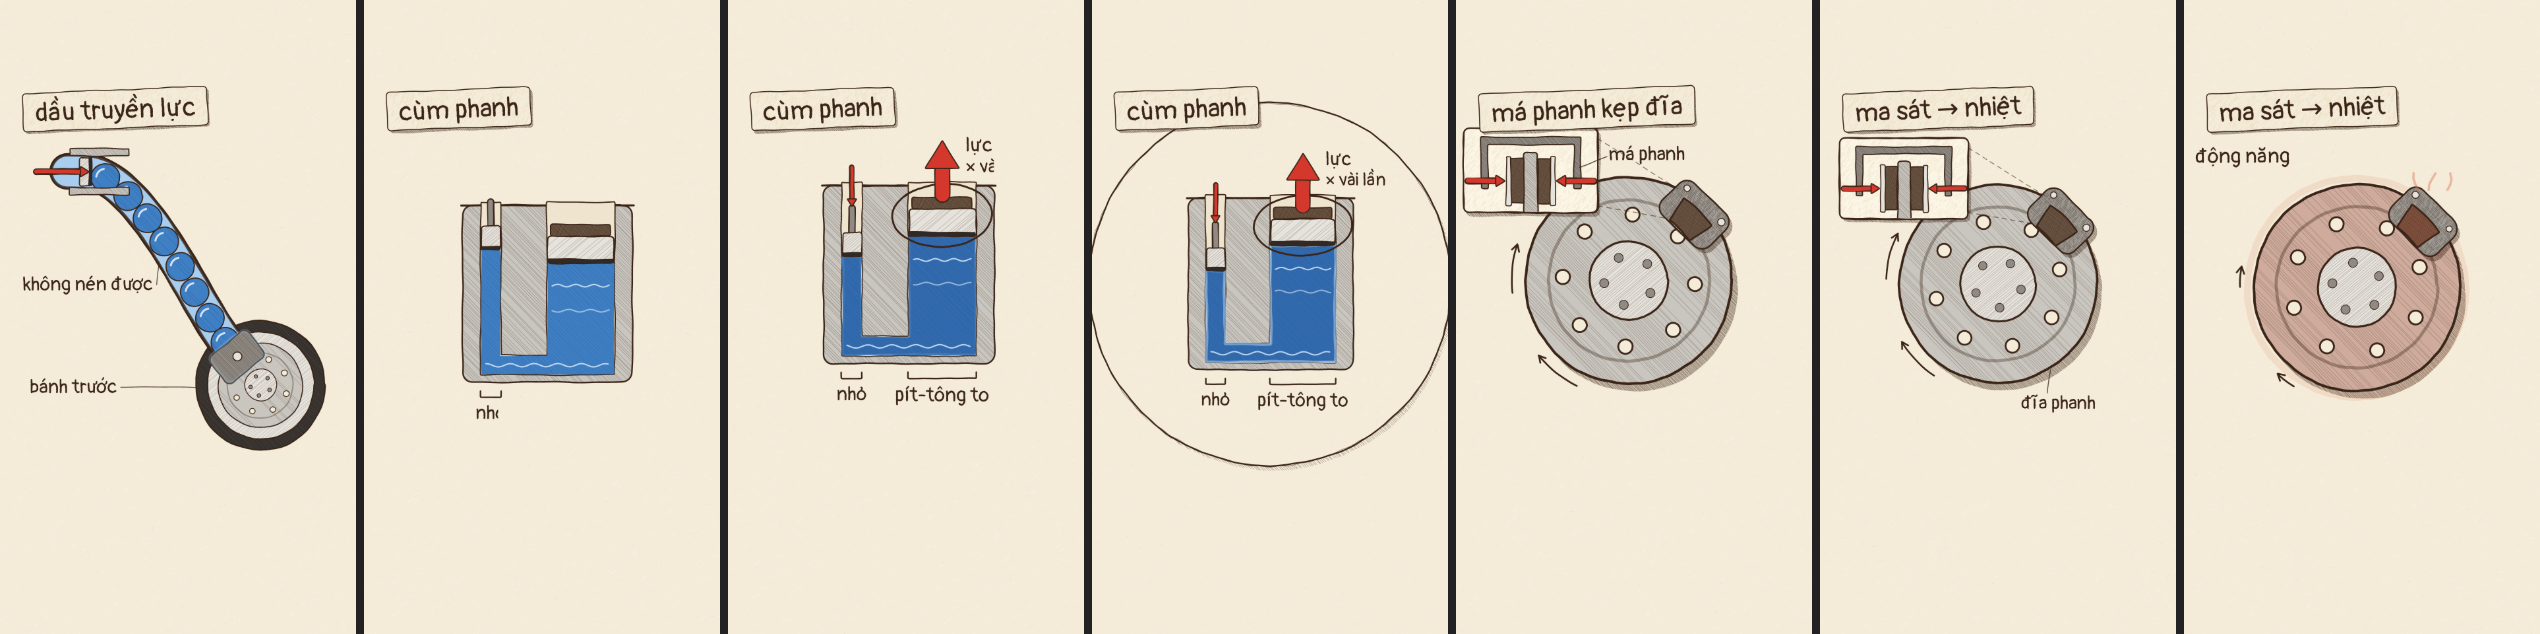 dầu truyền lực
không nén được
bánh trước
cùm phanh
nhỏ
cùm phanh
lực
× và
nhỏ
pít-tông to
cùm phanh
lực
× vài lần
nhỏ
pít-tông to
má phanh kẹp đĩa
má phanh
ma sát → nhiệt
đĩa phanh
ma sát → nhiệt
động năng